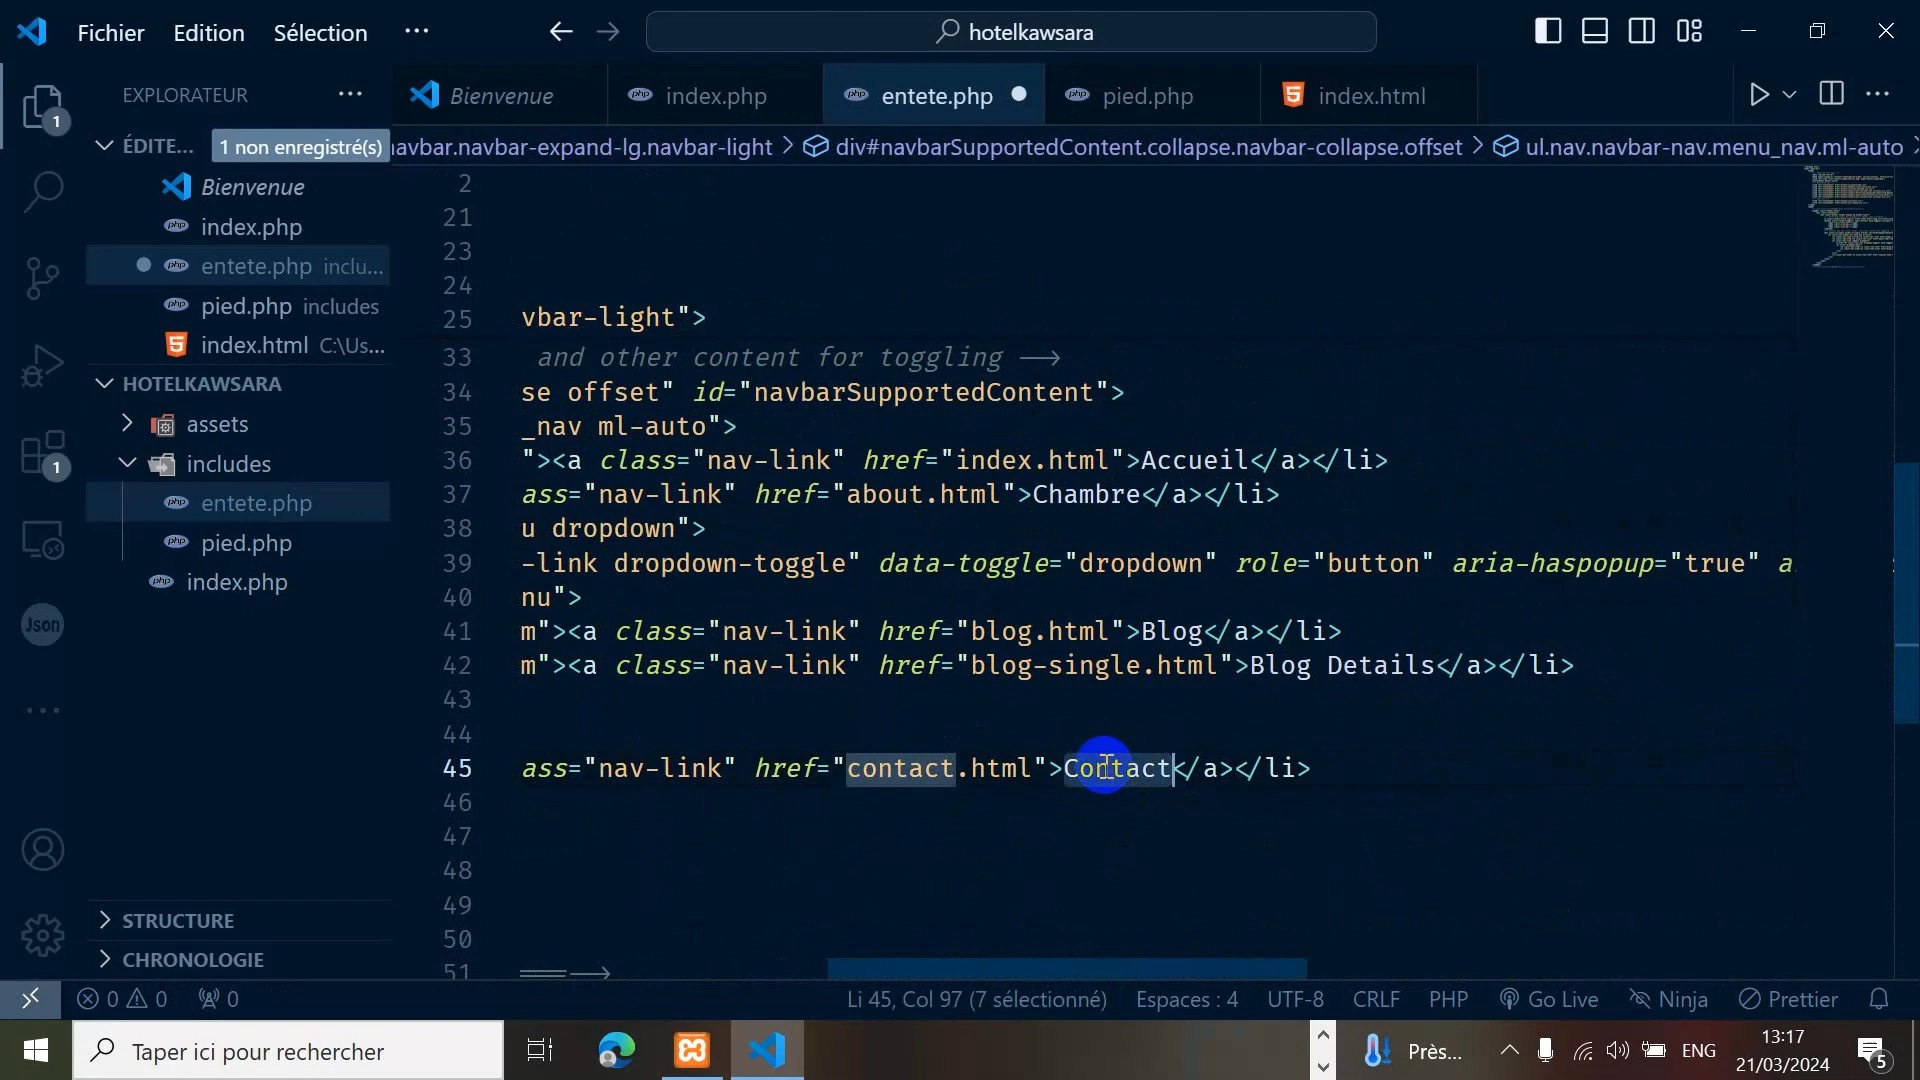 Fichier Edition Sélection ··· hotelkawsara
EXPLORATEUR ···
Bienvenue index.php entete.php pied.php index.html
ÉDITE... 1 non enregistré(s)
avbar.navbar-expand-lg.navbar-light > div#navbarSupportedContent.collapse.navbar-collapse.offset > ul.nav.navbar-nav.menu_nav.ml-auto >
Bienvenue
index.php
entete.php inclu...
pied.php includes
index.html C:\Us...
HOTELKAWSARA
assets
includes
entete.php
pied.php
index.php
STRUCTURE
CHRONOLOGIE
1
1
Json
2
21
23
24
25 vbar-light">
33 and other content for toggling -->
34 se offset" id="navbarSupportedContent">
35 _nav ml-auto">
36 "><a class="nav-link" href="index.html">Accueil</a></li>
37 ass="nav-link" href="about.html">Chambre</a></li>
38 u dropdown">
39 -link dropdown-toggle" data-toggle="dropdown" role="button" aria-haspopup="true" a
40 nu">
41 m"><a class="nav-link" href="blog.html">Blog</a></li>
42 m"><a class="nav-link" href="blog-single.html">Blog Details</a></li>
43
44
45 ass="nav-link" href="contact.html">Contact</a></li>
46
47
48
49
50
51 ===-->
0 0 0 Li 45, Col 97 (7 sélectionné) Espaces : 4 UTF-8 CRLF PHP Go Live Ninja Prettier
Taper ici pour rechercher Près... ENG 13:17
21/03/2024 5